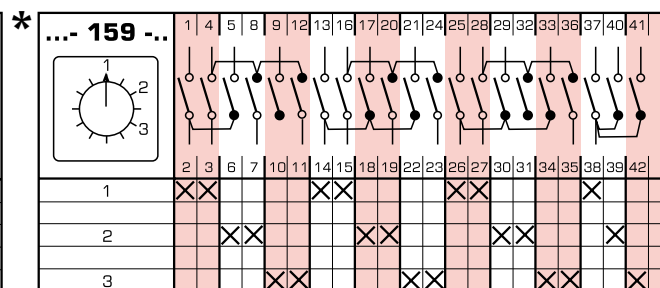 *
...- 159 -..
1 4 5 8 9 12 13 16 17 20 21 24 25 28 29 32 33 36 37 40 41
1
2
3
2 3 6 7 10 11 14 15 18 19 22 23 26 27 30 31 34 35 38 39 42
1 X X X X X X X
2 X X X X X X X
3 X X X X X X X